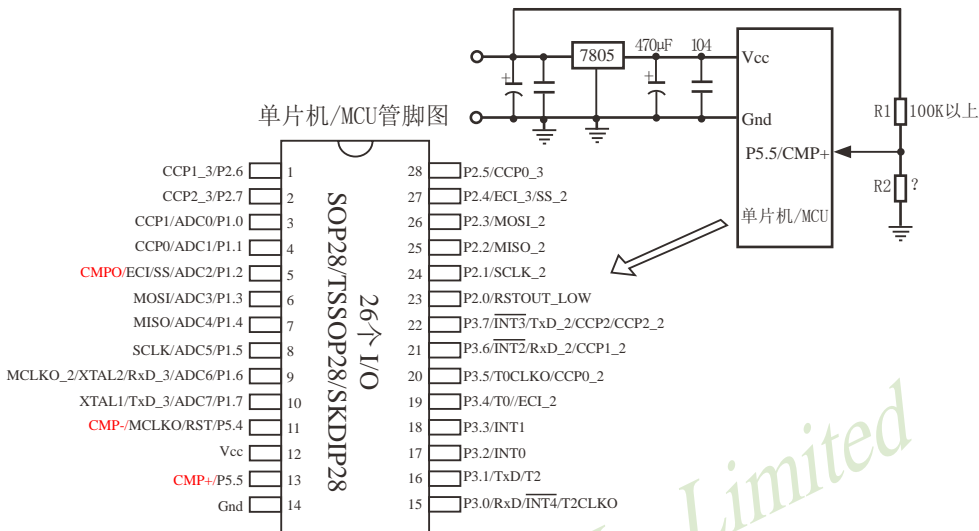 7805
470μF
104
Vcc
Gnd
P5.5/CMP+
单片机/MCU
R1
100K以上
R2
?
单片机/MCU管脚图
CCP1_3/P2.6 1
CCP2_3/P2.7 2
CCP1/ADC0/P1.0 3
CCP0/ADC1/P1.1 4
CMPO/ECI/SS/ADC2/P1.2 5
MOSI/ADC3/P1.3 6
MISO/ADC4/P1.4 7
SCLK/ADC5/P1.5 8
MCLKO_2/XTAL2/RxD_3/ADC6/P1.6 9
XTAL1/TxD_3/ADC7/P1.7 10
CMP-/MCLKO/RST/P5.4 11
Vcc 12
CMP+/P5.5 13
Gnd 14
SOP28/TSSOP28/SKDIP28
26个 I/O
28 P2.5/CCP0_3
27 P2.4/ECI_3/SS_2
26 P2.3/MOSI_2
25 P2.2/MISO_2
24 P2.1/SCLK_2
23 P2.0/RSTOUT_LOW
22 P3.7/INT3/TxD_2/CCP2/CCP2_2
21 P3.6/INT2/RxD_2/CCP1_2
20 P3.5/T0CLKO/CCP0_2
19 P3.4/T0//ECI_2
18 P3.3/INT1
17 P3.2/INT0
16 P3.1/TxD/T2
15 P3.0/RxD/INT4/T2CLKO
Limited